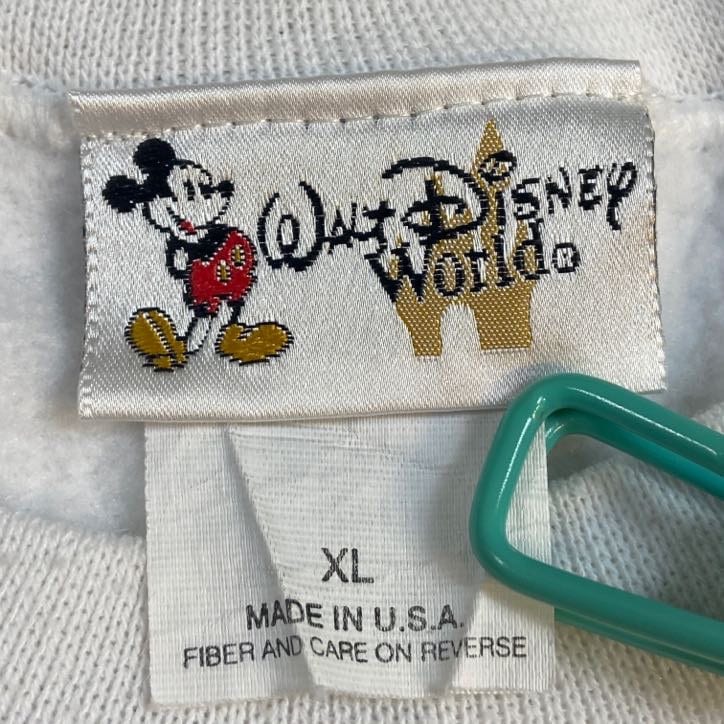 Walt Disney
World®
XL
MADE IN U.S.A.
FIBER AND CARE ON REVERSE